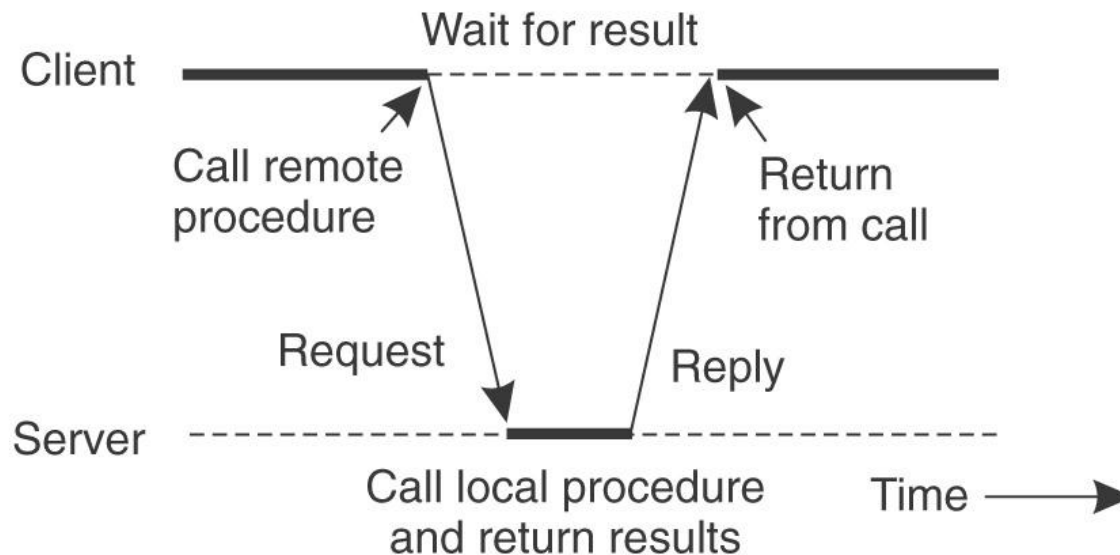 Wait for result
Client
Call remote
procedure
Return
from call
Request
Reply
Server
Call local procedure
and return results
Time